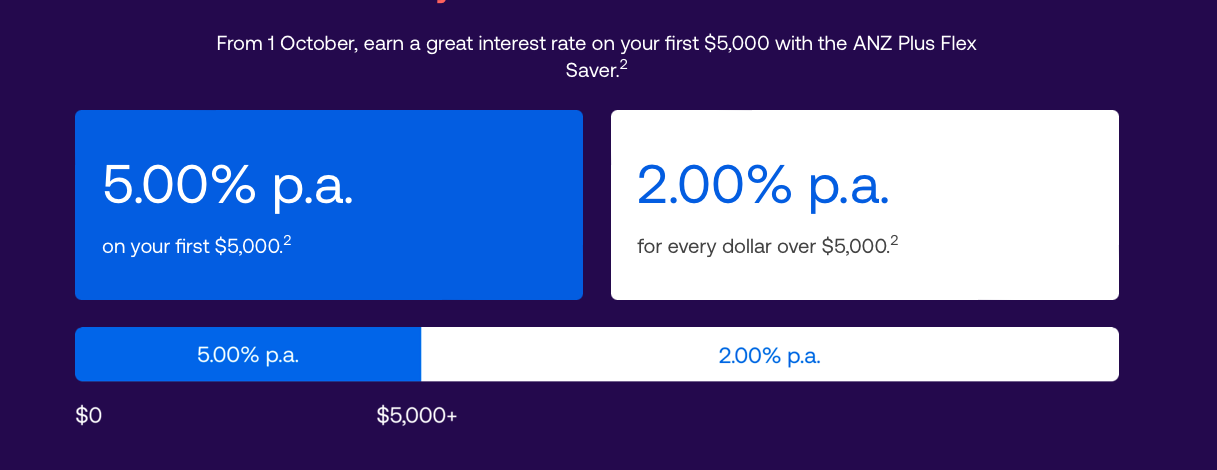 From 1 October, earn a great interest rate on your first $5,000 with the ANZ Plus Flex
Saver.2
5.00% p.a.
on your first $5,000.2
2.00% p.a.
for every dollar over $5,000.2
5.00% p.a.
2.00% p.a.
$0
$5,000+